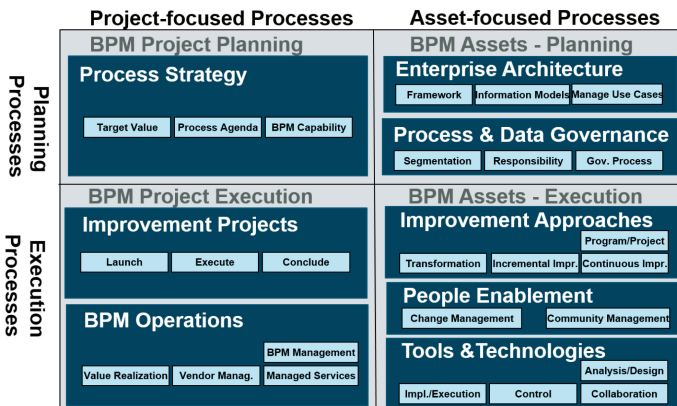 Project-focused Processes
Asset-focused Processes
Planning
Processes
BPM Project Planning
Process Strategy
Target Value
Process Agenda
BPM Capability
BPM Assets - Planning
Enterprise Architecture
Framework
Information Models
Manage Use Cases
Process & Data Governance
Segmentation
Responsibility
Gov. Process
Execution
Processes
BPM Project Execution
Improvement Projects
Launch
Execute
Conclude
BPM Operations
BPM Management
Value Realization
Vendor Manag.
Managed Services
BPM Assets - Execution
Improvement Approaches
Program/Project
Transformation
Incremental Impr.
Continuous Impr.
People Enablement
Change Management
Community Management
Tools &Technologies
Analysis/Design
Impl./Execution
Control
Collaboration